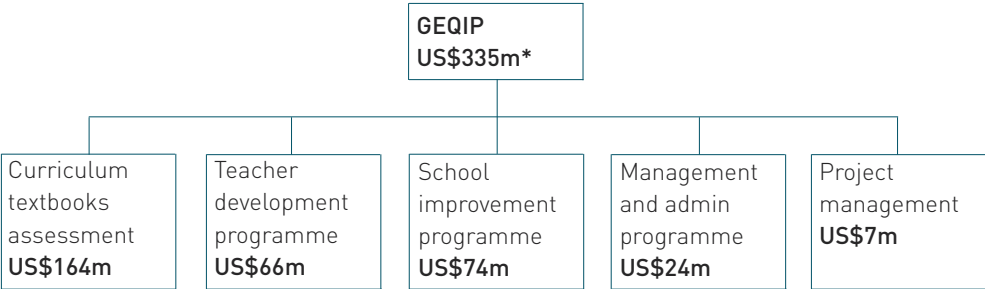 GEQIP
US$335m*
Curriculum
textbooks
assessment
US$164m
Teacher
development
programme
US$66m
School
improvement
programme
US$74m
Management
and admin
programme
US$24m
Project
management
US$7m